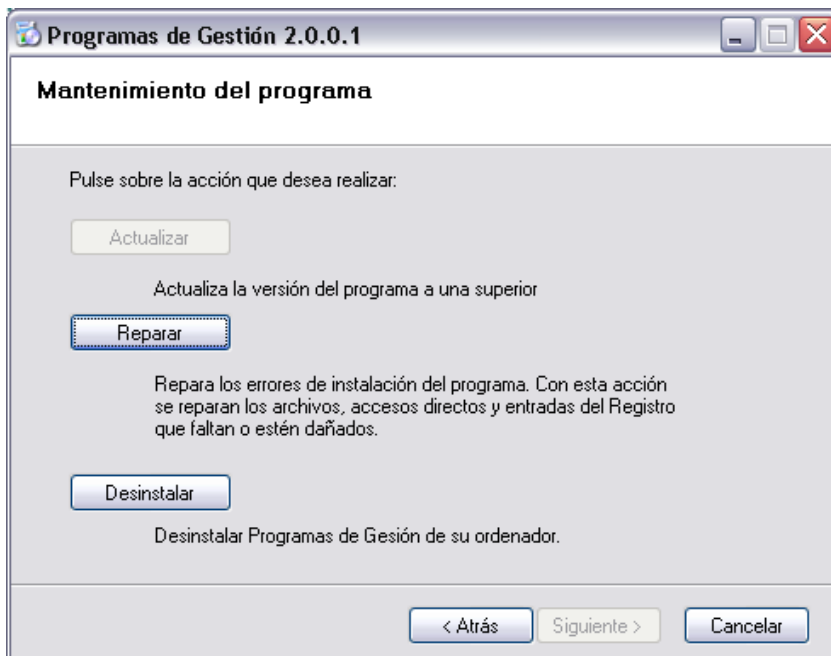 Programas de Gestión 2.0.0.1
Mantenimiento del programa
Pulse sobre la acción que desea realizar:
Actualizar
Actualiza la versión del programa a una superior
Reparar
Repara los errores de instalación del programa. Con esta acción
se reparan los archivos, accesos directos y entradas del Registro
que faltan o estén dañados.
Desinstalar
Desinstalar Programas de Gesión de su ordenador.
< Atrás Siguiente > Cancelar